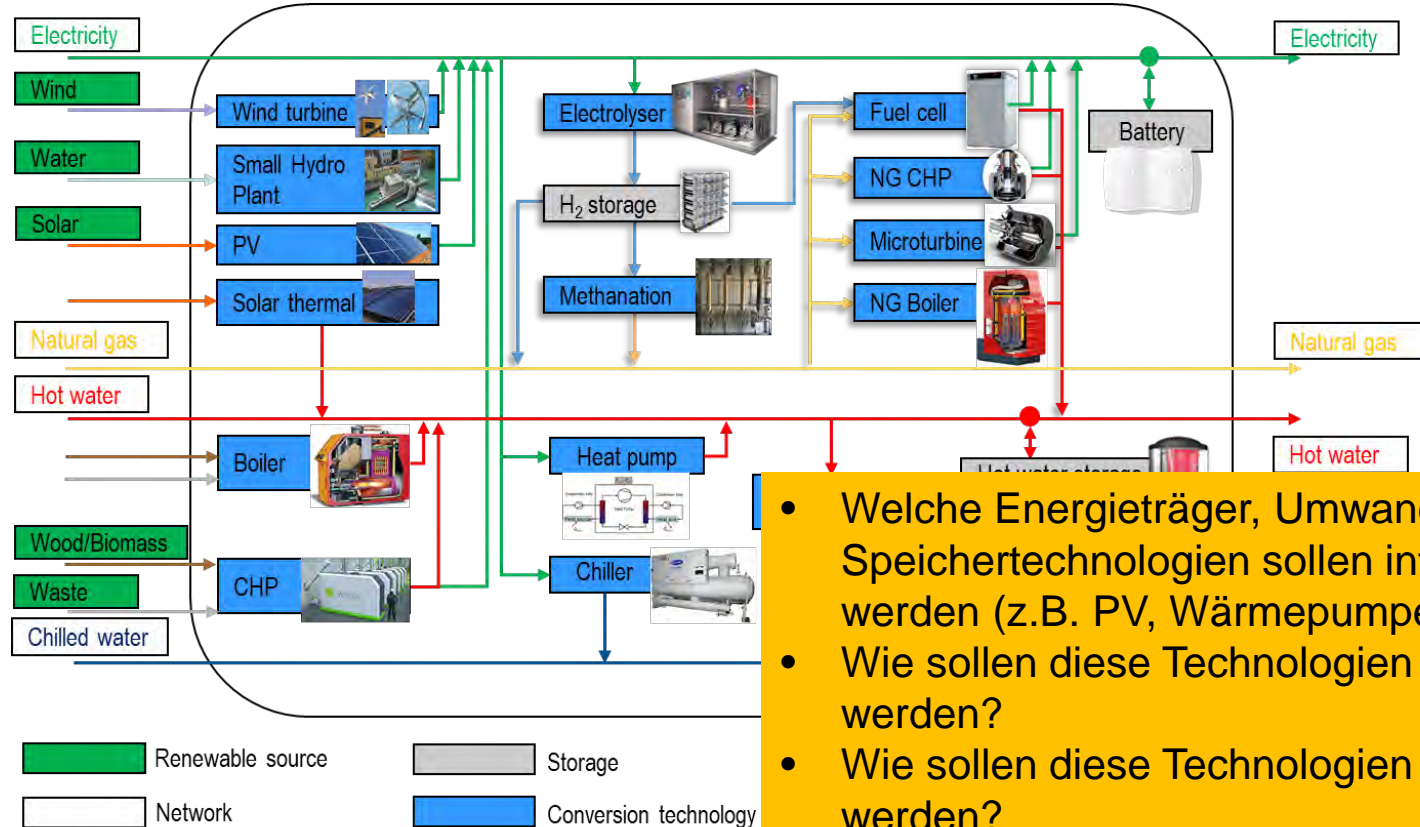 Electricity
Electricity
Wind
Wind turbine
Electrolyser
Fuel cell
Battery
Water
Small Hydro
Plant
NG CHP
H₂ storage
Solar
PV
Microturbine
Solar thermal
Methanation
NG Boiler
Natural gas
Natural gas
Hot water
Hot water
Boiler
Heat pump
Hot water storage
Wood/Biomass
Waste
CHP
Chiller
Chilled water
• Welche Energieträger,
Speichertechnologien sollen
werden (z.B. PV,
• Wie sollen diese Technologien
werden?
• Wie sollen diese Technologien
werden?
Renewable source
Storage
Network
Conversion technology